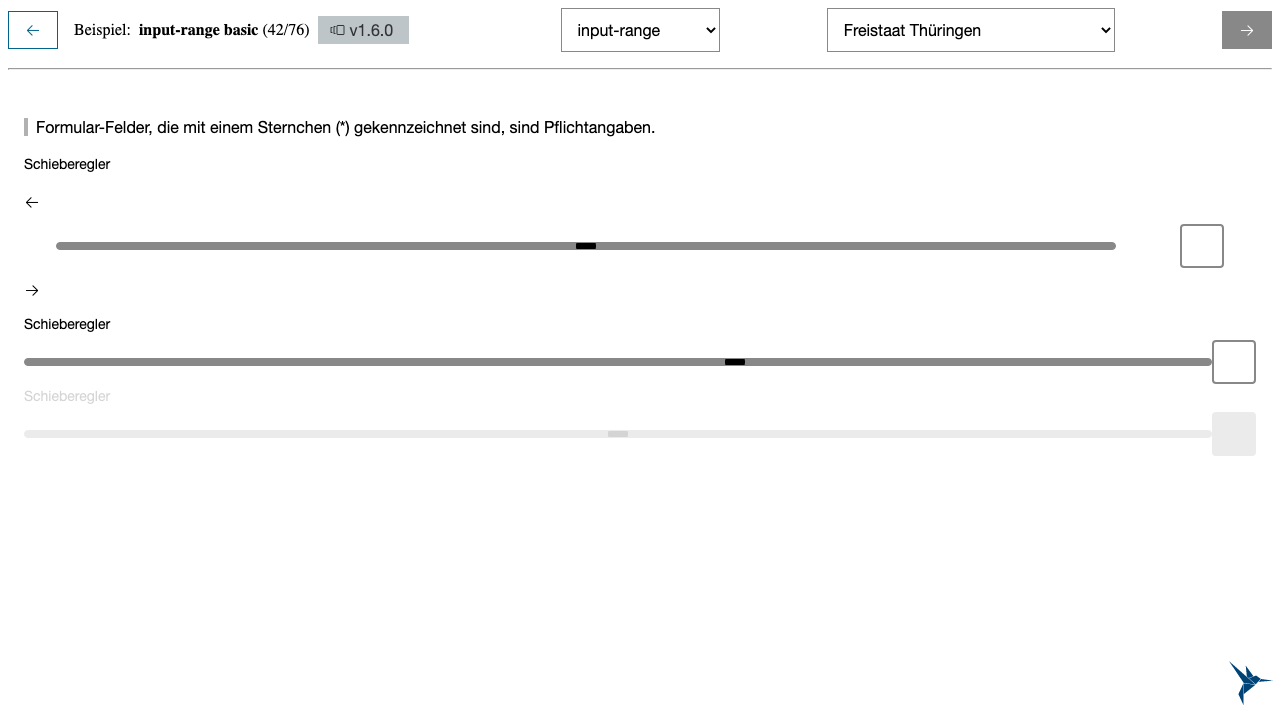 ← Beispiel: input-range basic (42/76) v1.6.0 input-range Freistaat Thüringen →
Formular-Felder, die mit einem Sternchen (*) gekennzeichnet sind, sind Pflichtangaben.
Schieberegler
←
→
Schieberegler
Schieberegler